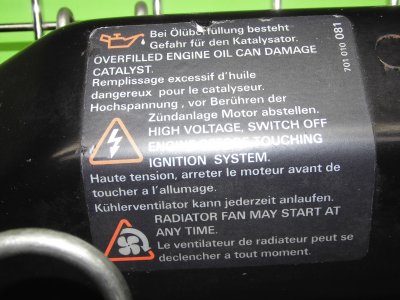 Bei Ölüberfüllung besteht
Gefahr für den Katalysator.
OVERFILLED ENGINE OIL CAN DAMAGE
CATALYST.
Remplissage excessif d'huile
dangereux pour le catalyseur.
Hochspannung , vor Berühren der
Zündanlage Motor abstellen.
HIGH VOLTAGE, SWITCH OFF
ENGINE BEFORE TOUCHING
IGNITION SYSTEM.
Haute tension, arreter le moteur avant de
toucher a l'allumage.
Kühlerventilator kann jederzeit anlaufen.
RADIATOR FAN MAY START AT
ANY TIME.
Le ventilateur de radiateur peut se
declencher a tout moment.
701 010 081